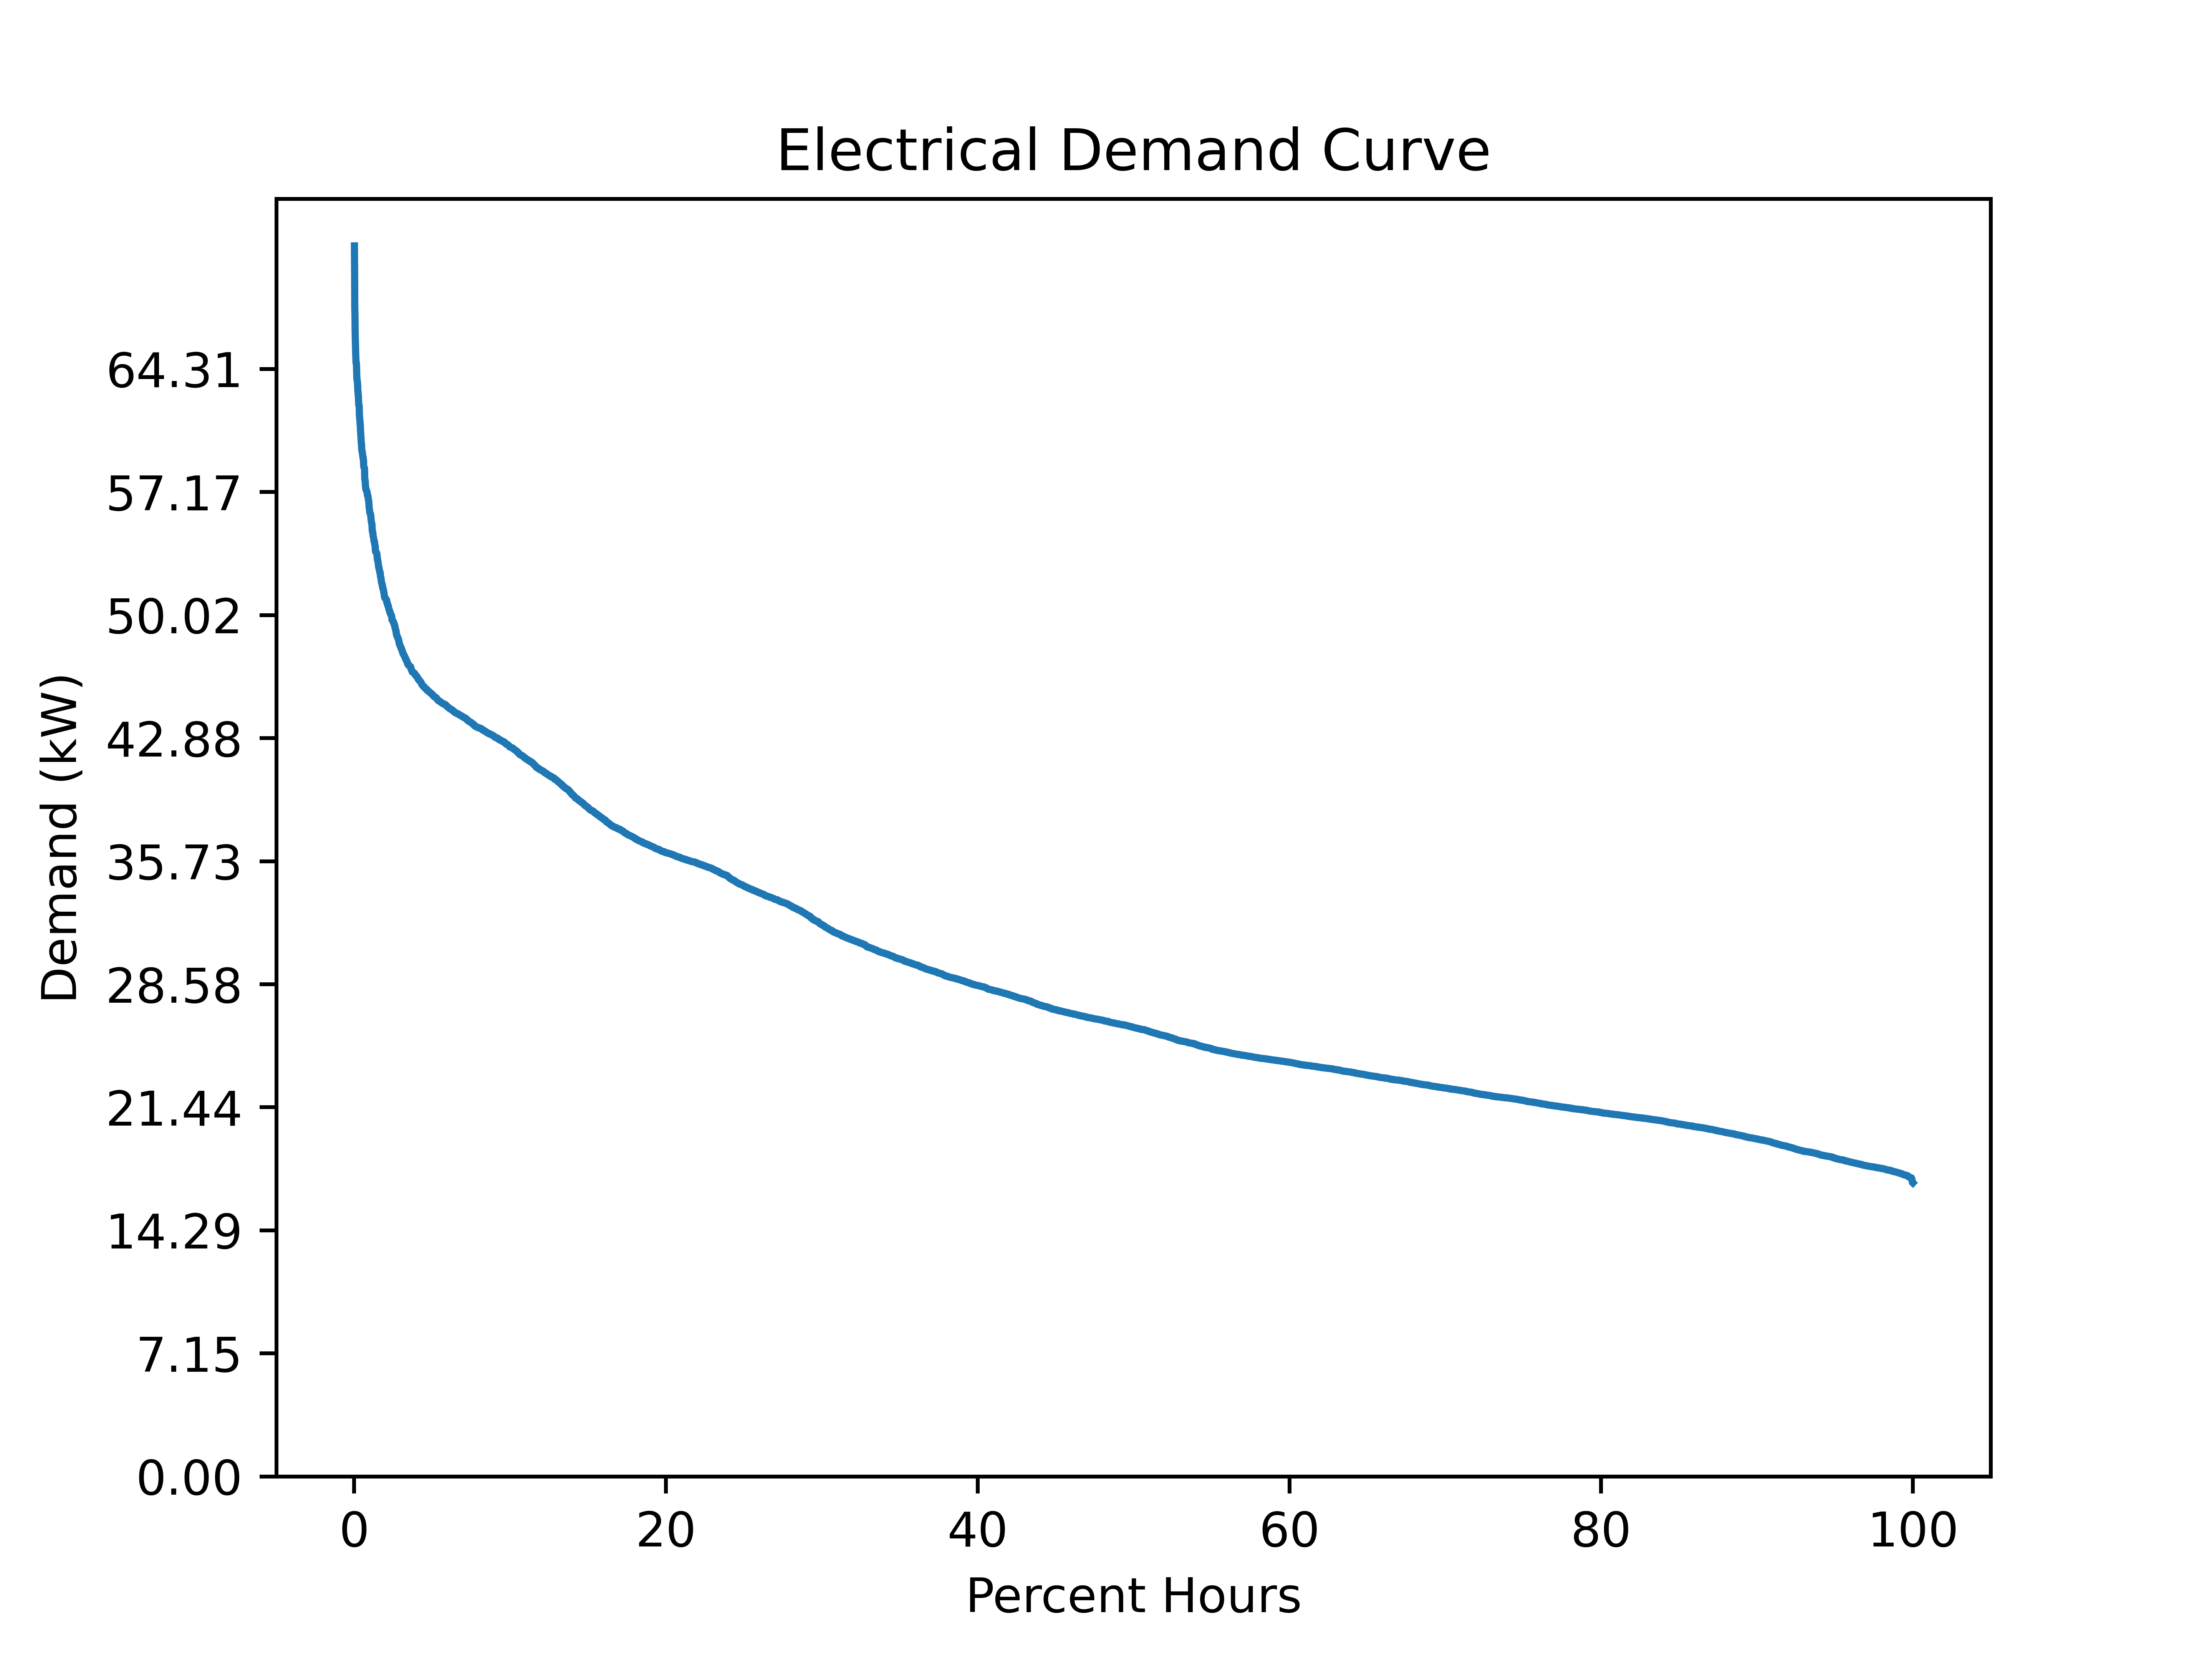 Electrical Demand Curve
Demand (kW)
64.31
57.17
50.02
42.88
35.73
28.58
21.44
14.29
7.15
0.00
0 20 40 60 80 100
Percent Hours